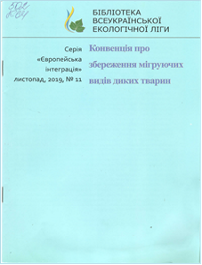 БІБЛІОТЕКА
ВСЕУКРАЇНСЬКОЇ
ЕКОЛОГІЧНОЇ ЛІГИ
Серія
«Європейська
інтеграція»
листопад, 2019, № 11
Конвенція про
збереження мігруючих
видів диких тварин